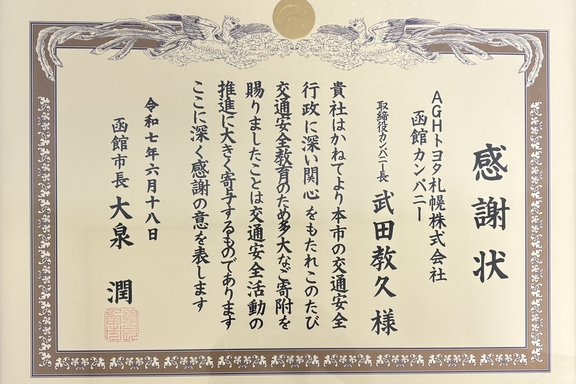 感謝状
AGHトヨタ札幌株式会社
函館カンパニー
取締役カンパニー長 武田教久様
貴社はかねてより本市の交通安全
行政に深い関心をもたれこのたび
交通安全教育のため多大なご寄附を
賜りましたことは交通安全活動の
推進に大きく寄与するものであります
ここに深く感謝の意を表します
令和七年六月十八日
函館市長 大泉 潤